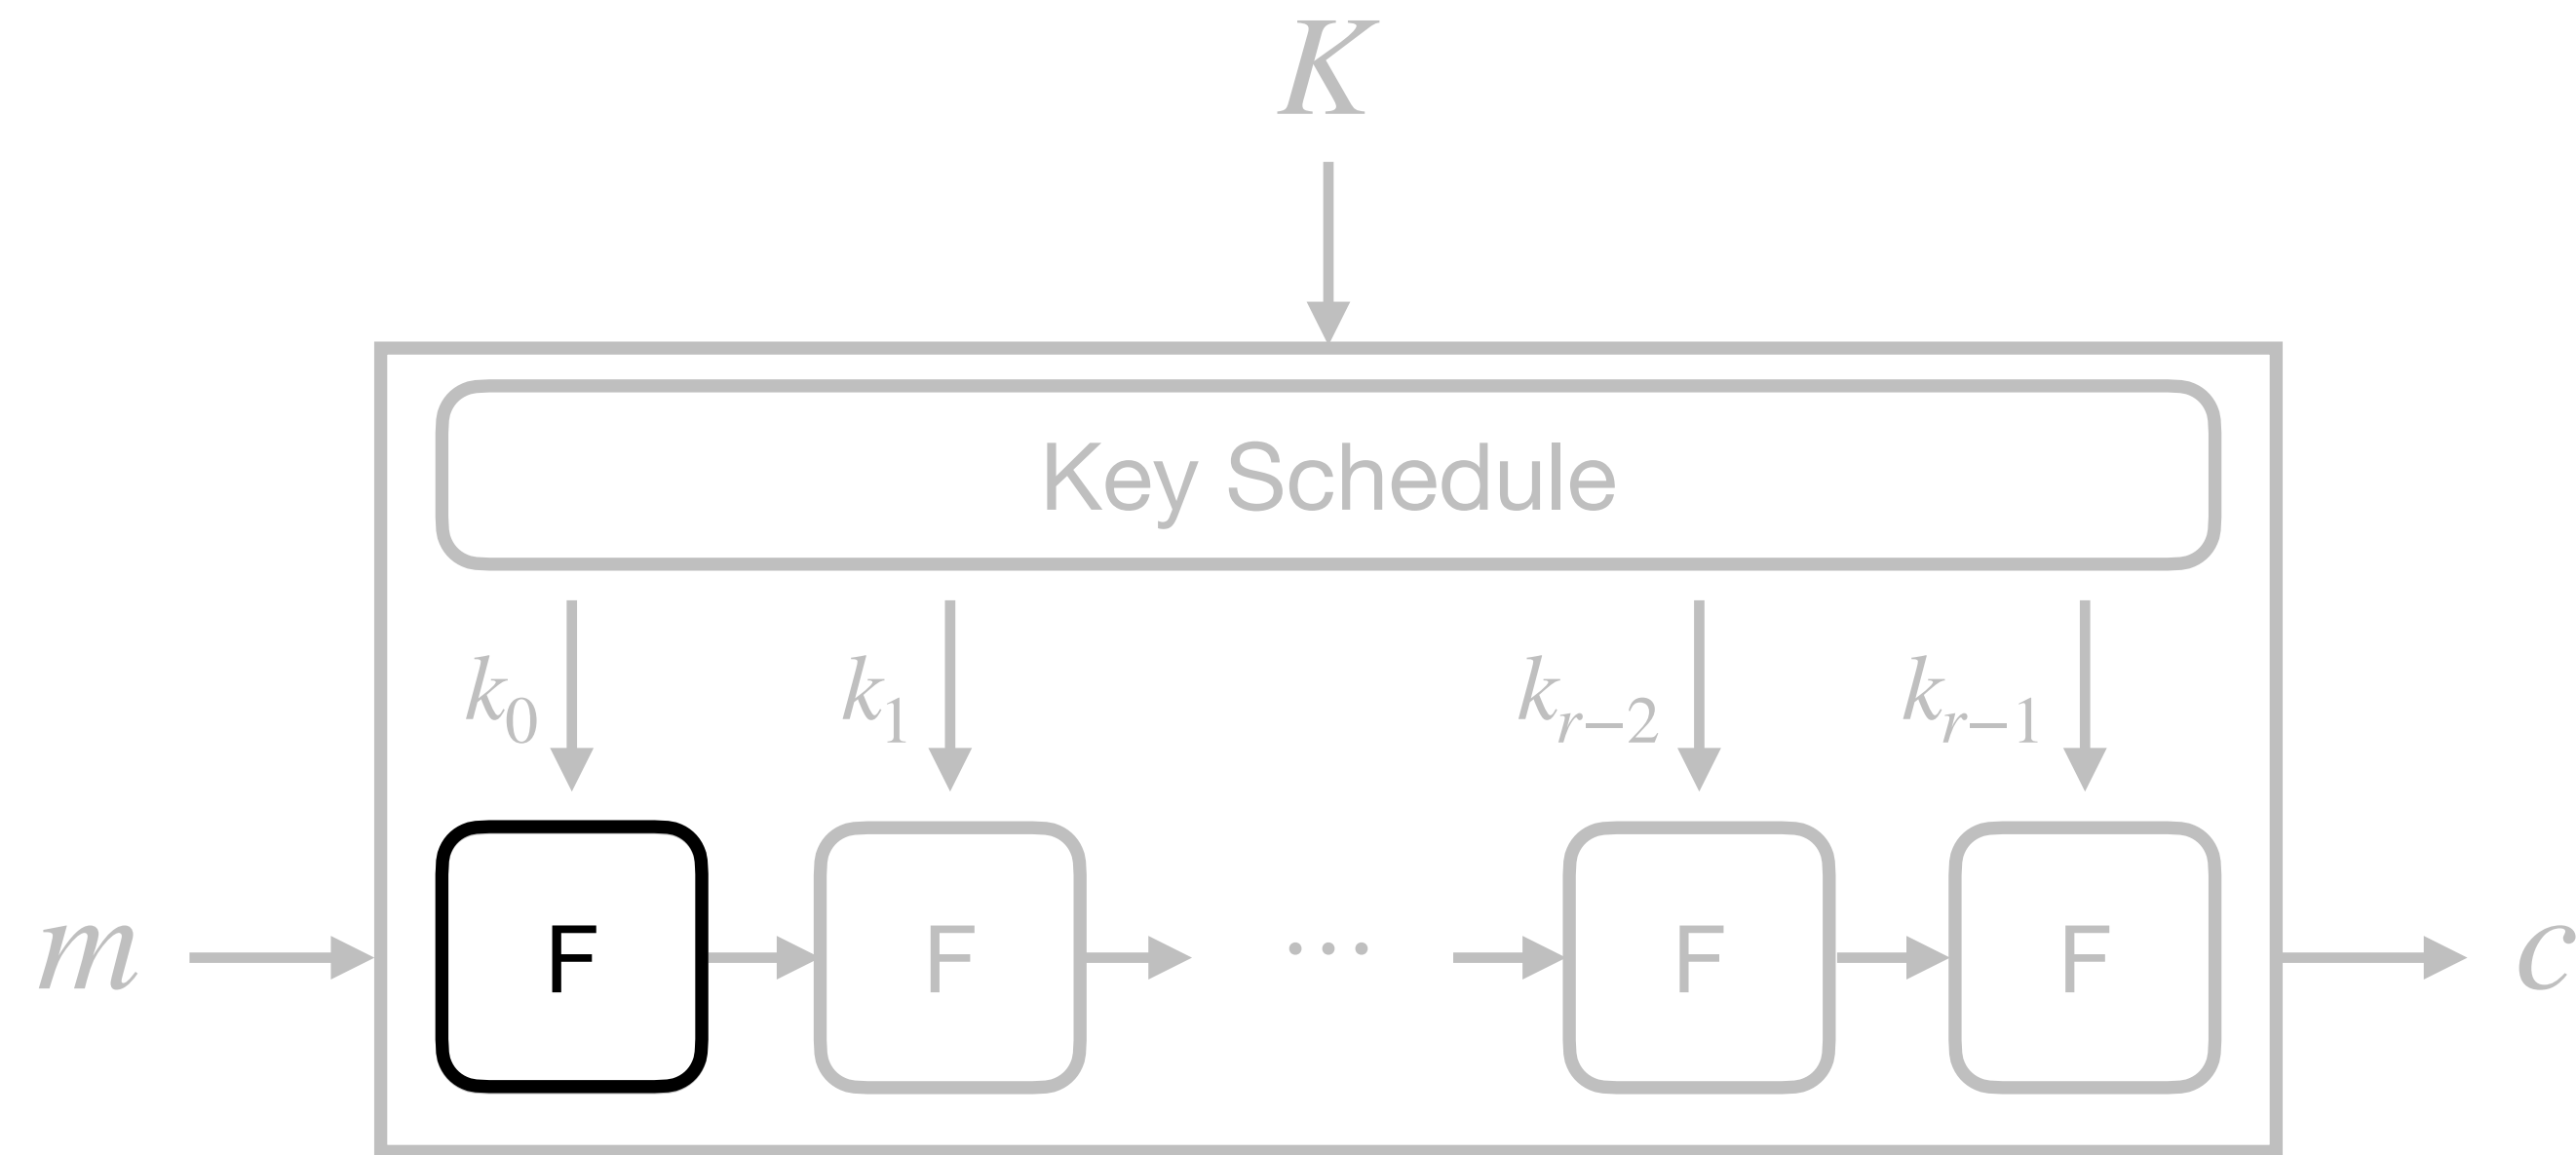 K
Key Schedule
k₀ k₁ kᵣ₋₂ kᵣ₋₁
m F F ⋯ F F c